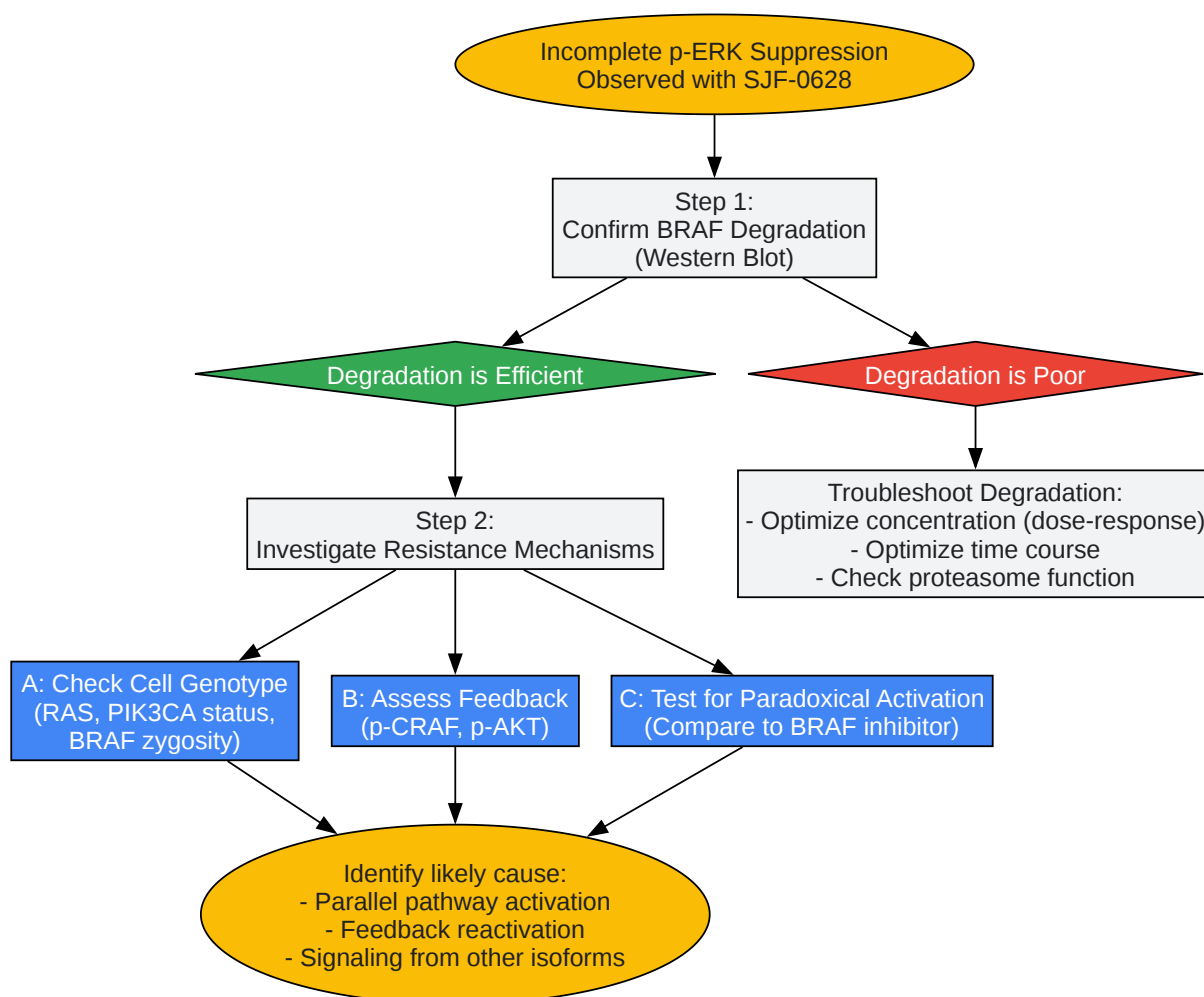 Incomplete p-ERK Suppression
Observed with SJF-0628
Step 1:
Confirm BRAF Degradation
(Western Blot)
Degradation is Efficient
Degradation is Poor
Step 2:
Investigate Resistance Mechanisms
Troubleshoot Degradation:
- Optimize concentration (dose-response)
- Optimize time course
- Check proteasome function
A: Check Cell Genotype
(RAS, PIK3CA status,
BRAF zygosity)
B: Assess Feedback
(p-CRAF, p-AKT)
C: Test for Paradoxical Activation
(Compare to BRAF inhibitor)
Identify likely cause:
- Parallel pathway activation
- Feedback reactivation
- Signaling from other isoforms